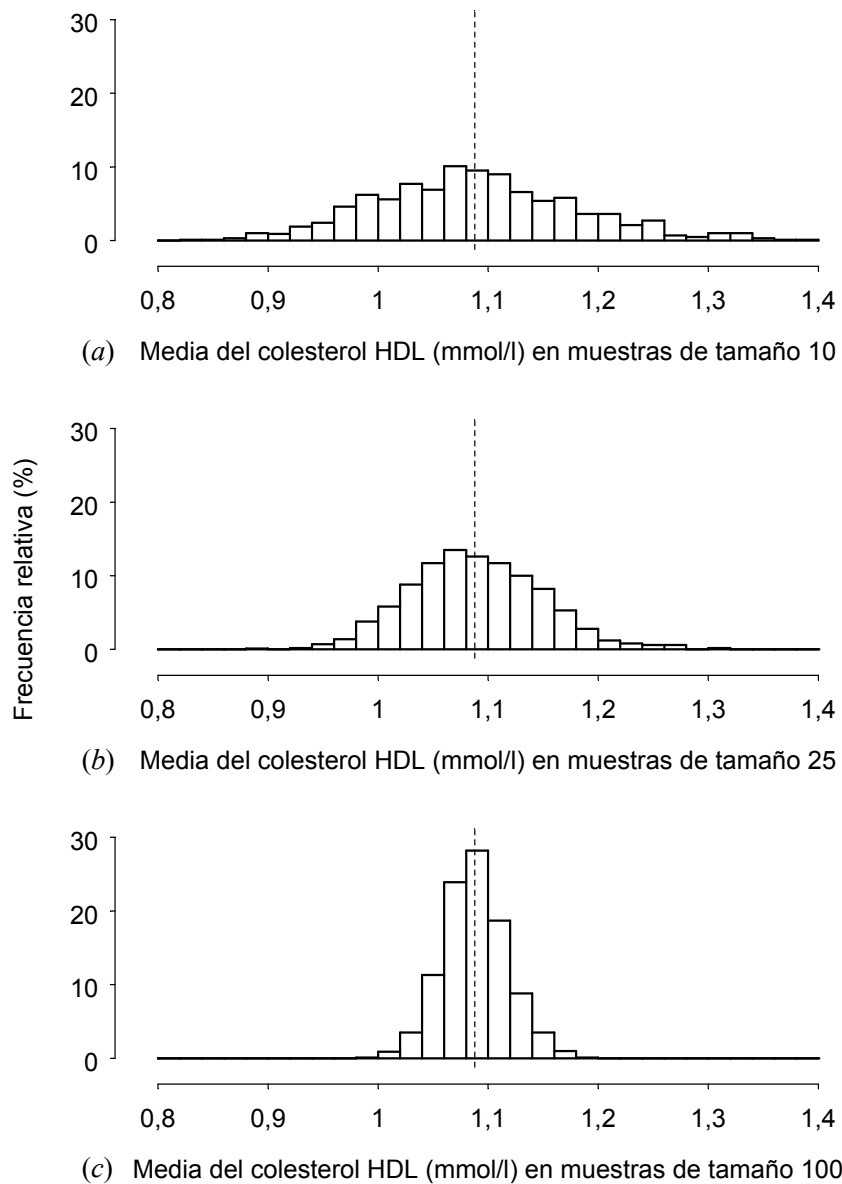 30
20
10
0
0,8 0,9 1 1,1 1,2 1,3 1,4
(a) Media del colesterol HDL (mmol/l) en muestras de tamaño 10
Frecuencia relativa (%)
30
20
10
0
0,8 0,9 1 1,1 1,2 1,3 1,4
(b) Media del colesterol HDL (mmol/l) en muestras de tamaño 25
30
20
10
0
0,8 0,9 1 1,1 1,2 1,3 1,4
(c) Media del colesterol HDL (mmol/l) en muestras de tamaño 100